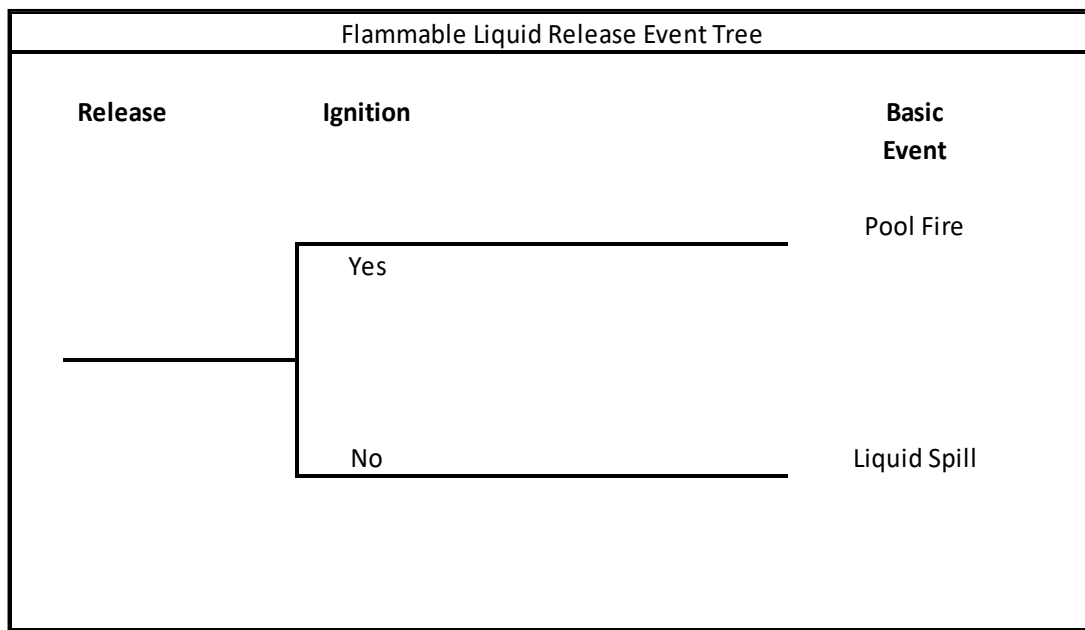 Flammable Liquid Release Event Tree
Release Ignition Basic
Event
Pool Fire
Yes
No Liquid Spill